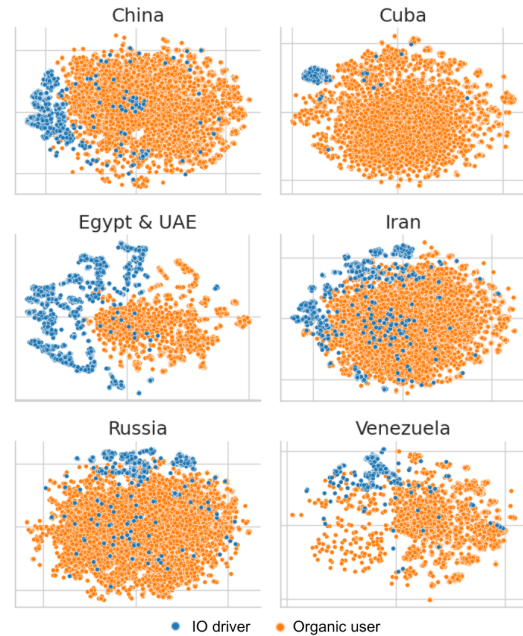 China
Cuba
Egypt & UAE
Iran
Russia
Venezuela
IO driver
Organic user